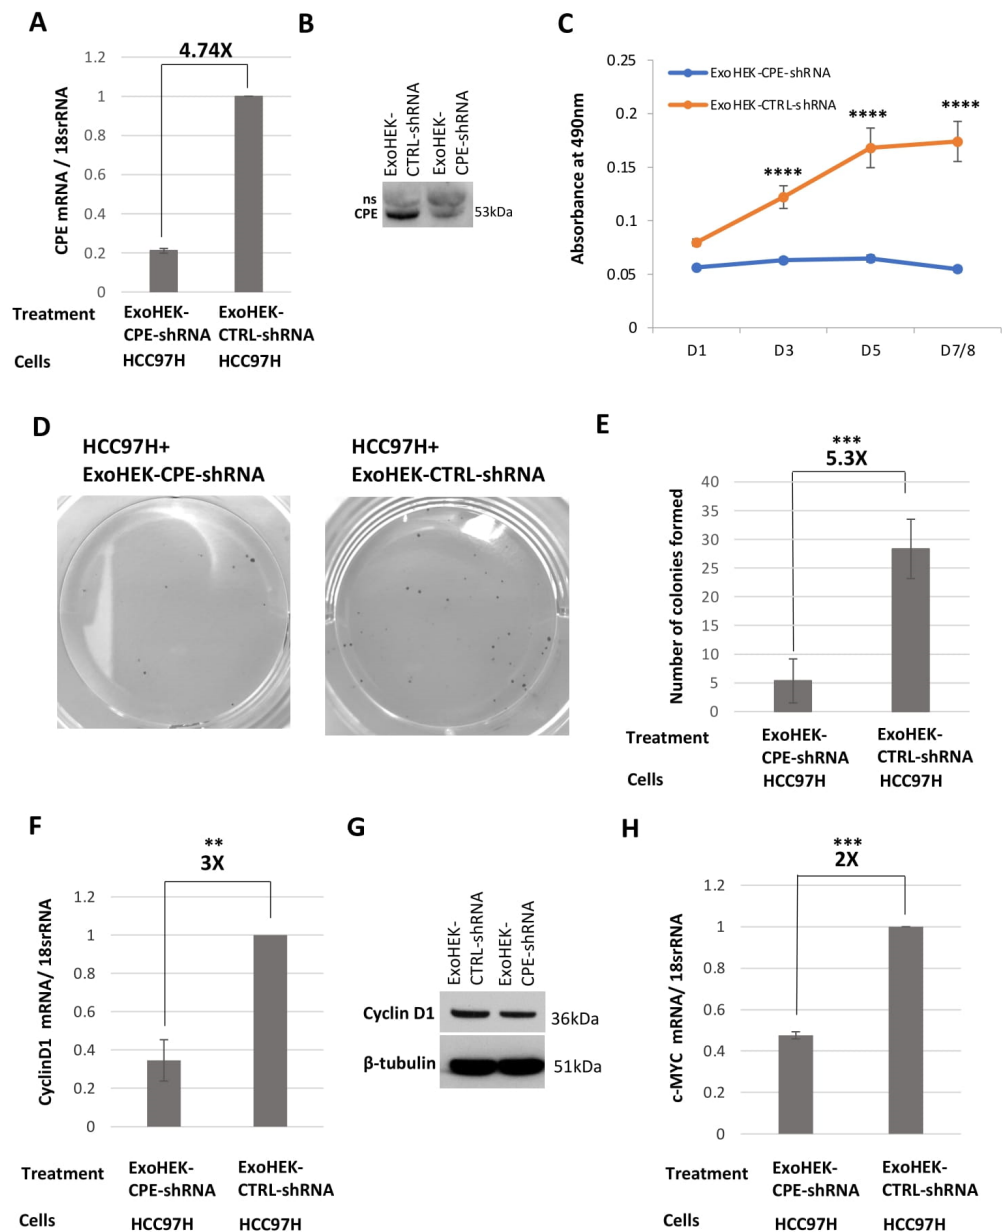 A
4.74X
CPE mRNA / 18srRNA
1.2
1
0.8
0.6
0.4
0.2
0
Treatment
ExoHEK-
CPE-shRNA
ExoHEK-
CTRL-shRNA
Cells
HCC97H
HCC97H
B
ExoHEK-
CTRL-shRNA
ExoHEK-
CPE-shRNA
ns
CPE
53kDa
C
ExoHEK-CPE-shRNA
ExoHEK-CTRL-shRNA
Absorbance at 490nm
0.25
0.2
0.15
0.1
0.05
0
****
****
****
D1
D3
D5
D7/8
D
HCC97H+
ExoHEK-CPE-shRNA
HCC97H+
ExoHEK-CTRL-shRNA
E
***
5.3X
Number of colonies formed
40
35
30
25
20
15
10
5
0
Treatment
ExoHEK-
CPE-shRNA
ExoHEK-
CTRL-shRNA
Cells
HCC97H
HCC97H
F
**
3X
CyclinD1 mRNA/ 18srRNA
1.2
1
0.8
0.6
0.4
0.2
0
Treatment
ExoHEK-
CPE-shRNA
ExoHEK-
CTRL-shRNA
Cells
HCC97H
HCC97H
G
ExoHEK-
CTRL-shRNA
ExoHEK-
CPE-shRNA
Cyclin D1
36kDa
β-tubulin
51kDa
H
***
2X
c-MYC mRNA/ 18srRNA
1.2
1
0.8
0.6
0.4
0.2
0
Treatment
ExoHEK-
CPE-shRNA
ExoHEK-
CTRL-shRNA
Cells
HCC97H
HCC97H